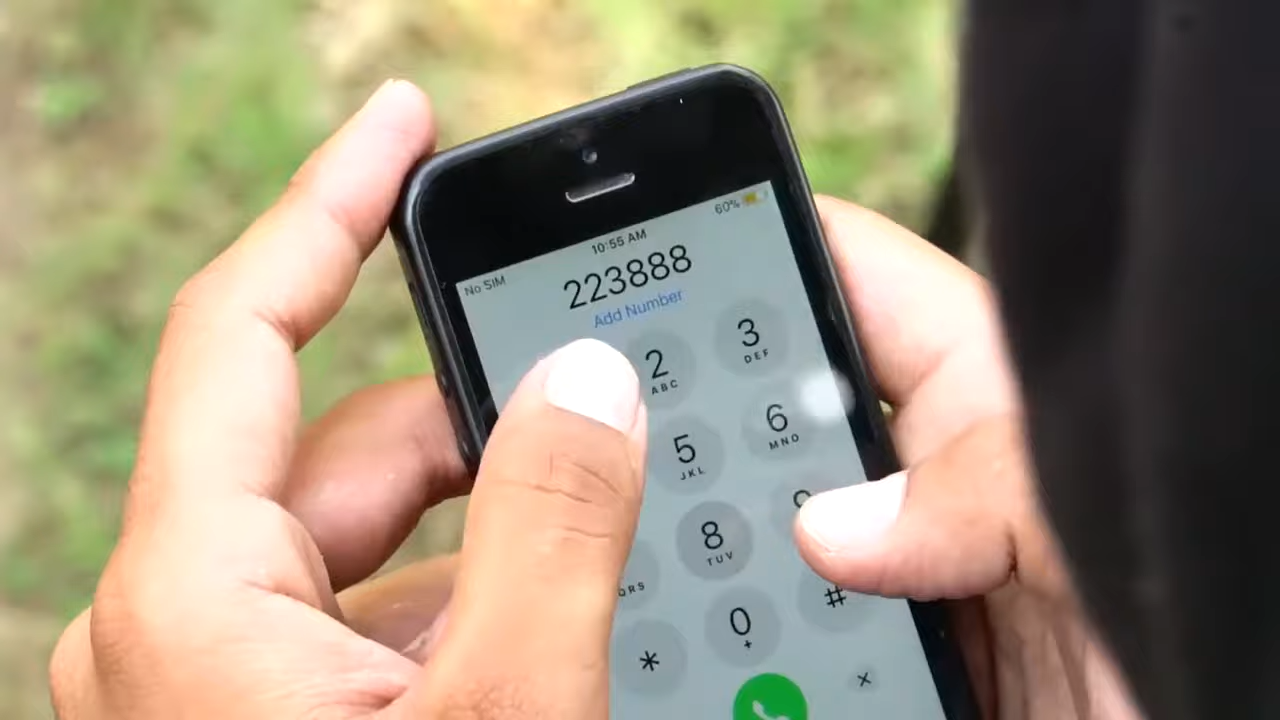 No SIM 10:55 AM 60%
223888
Add Number
2 3
ABC DEF
5 6
JKL MNO
8
QRS TUV
* 0 #
+
×